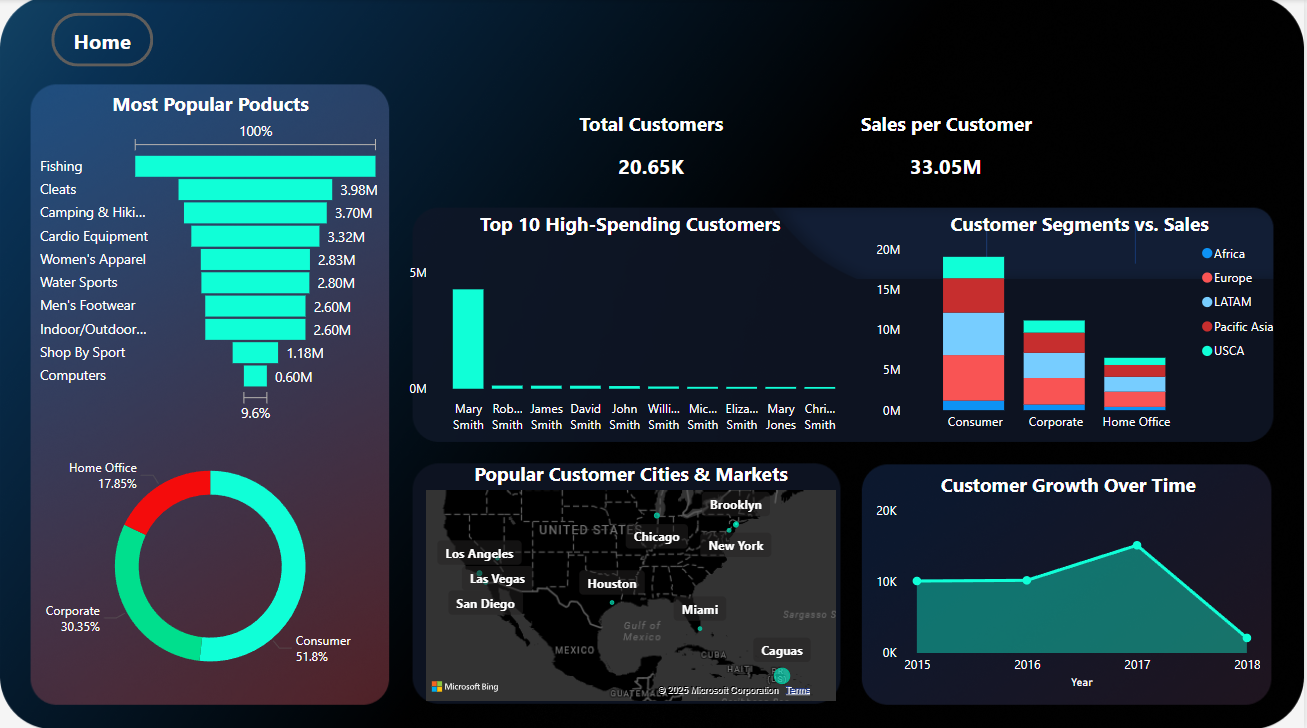 Home
Most Popular Poducts
100%
Fishing
Cleats 3.98M
Camping & Hiki... 3.70M
Cardio Equipment 3.32M
Women's Apparel 2.83M
Water Sports 2.80M
Men's Footwear 2.60M
Indoor/Outdoor... 2.60M
Shop By Sport 1.18M
Computers 0.60M
9.6%
Home Office
17.85%
Corporate
30.35%
Consumer
51.8%
Total Customers
20.65K
Sales per Customer
33.05M
Top 10 High-Spending Customers
5M
0M
Mary Smith
Rob... Smith
James Smith
David Smith
John Smith
Willi... Smith
Mic... Smith
Eliza... Smith
Mary Jones
Chri... Smith
Customer Segments vs. Sales
20M
15M
10M
5M
0M
Consumer Corporate Home Office
Africa
Europe
LATAM
Pacific Asia
USCA
Popular Customer Cities & Markets
Brooklyn
UNITED STATES
Chicago
New York
Los Angeles
Las Vegas
Houston
San Diego
Miami
Sargasso S
Gulf of
Mexico
MEXICO
Caguas
CUBA
HAITI
GUATEMA
Microsoft Bing
© 2025 Microsoft Corporation Terms
Customer Growth Over Time
20K
10K
0K
2015 2016 2017 2018
Year